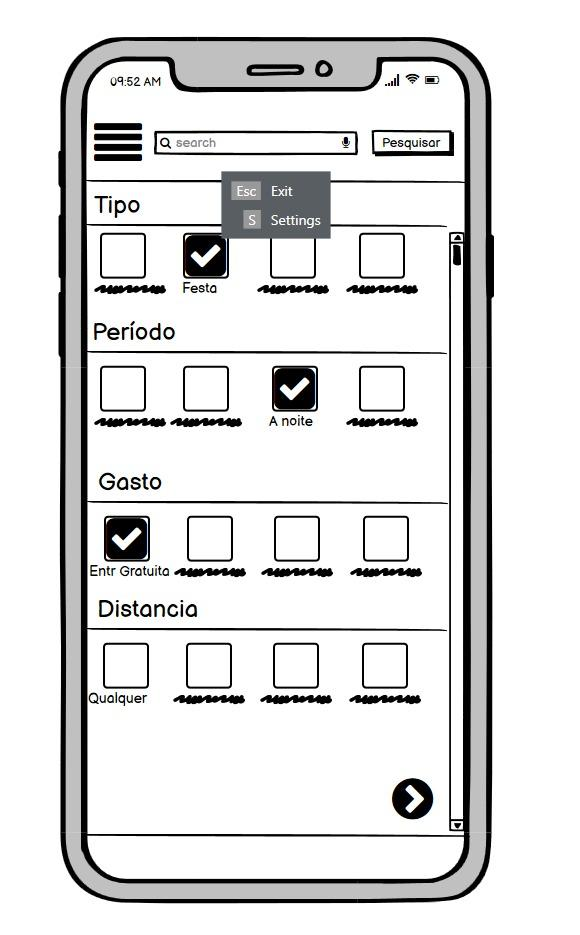 09:52 AM
search
Pesquisar
Esc Exit
S Settings
Tipo
Festa
Período
A noite
Gasto
Entr Gratuita
Distancia
Qualquer